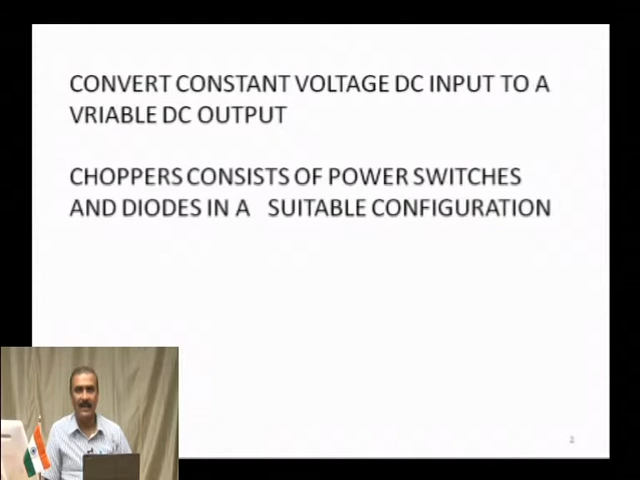 CONVERT CONSTANT VOLTAGE DC INPUT TO A
VRIABLE DC OUTPUT
CHOPPERS CONSISTS OF POWER SWITCHES
AND DIODES IN A SUITABLE CONFIGURATION
2